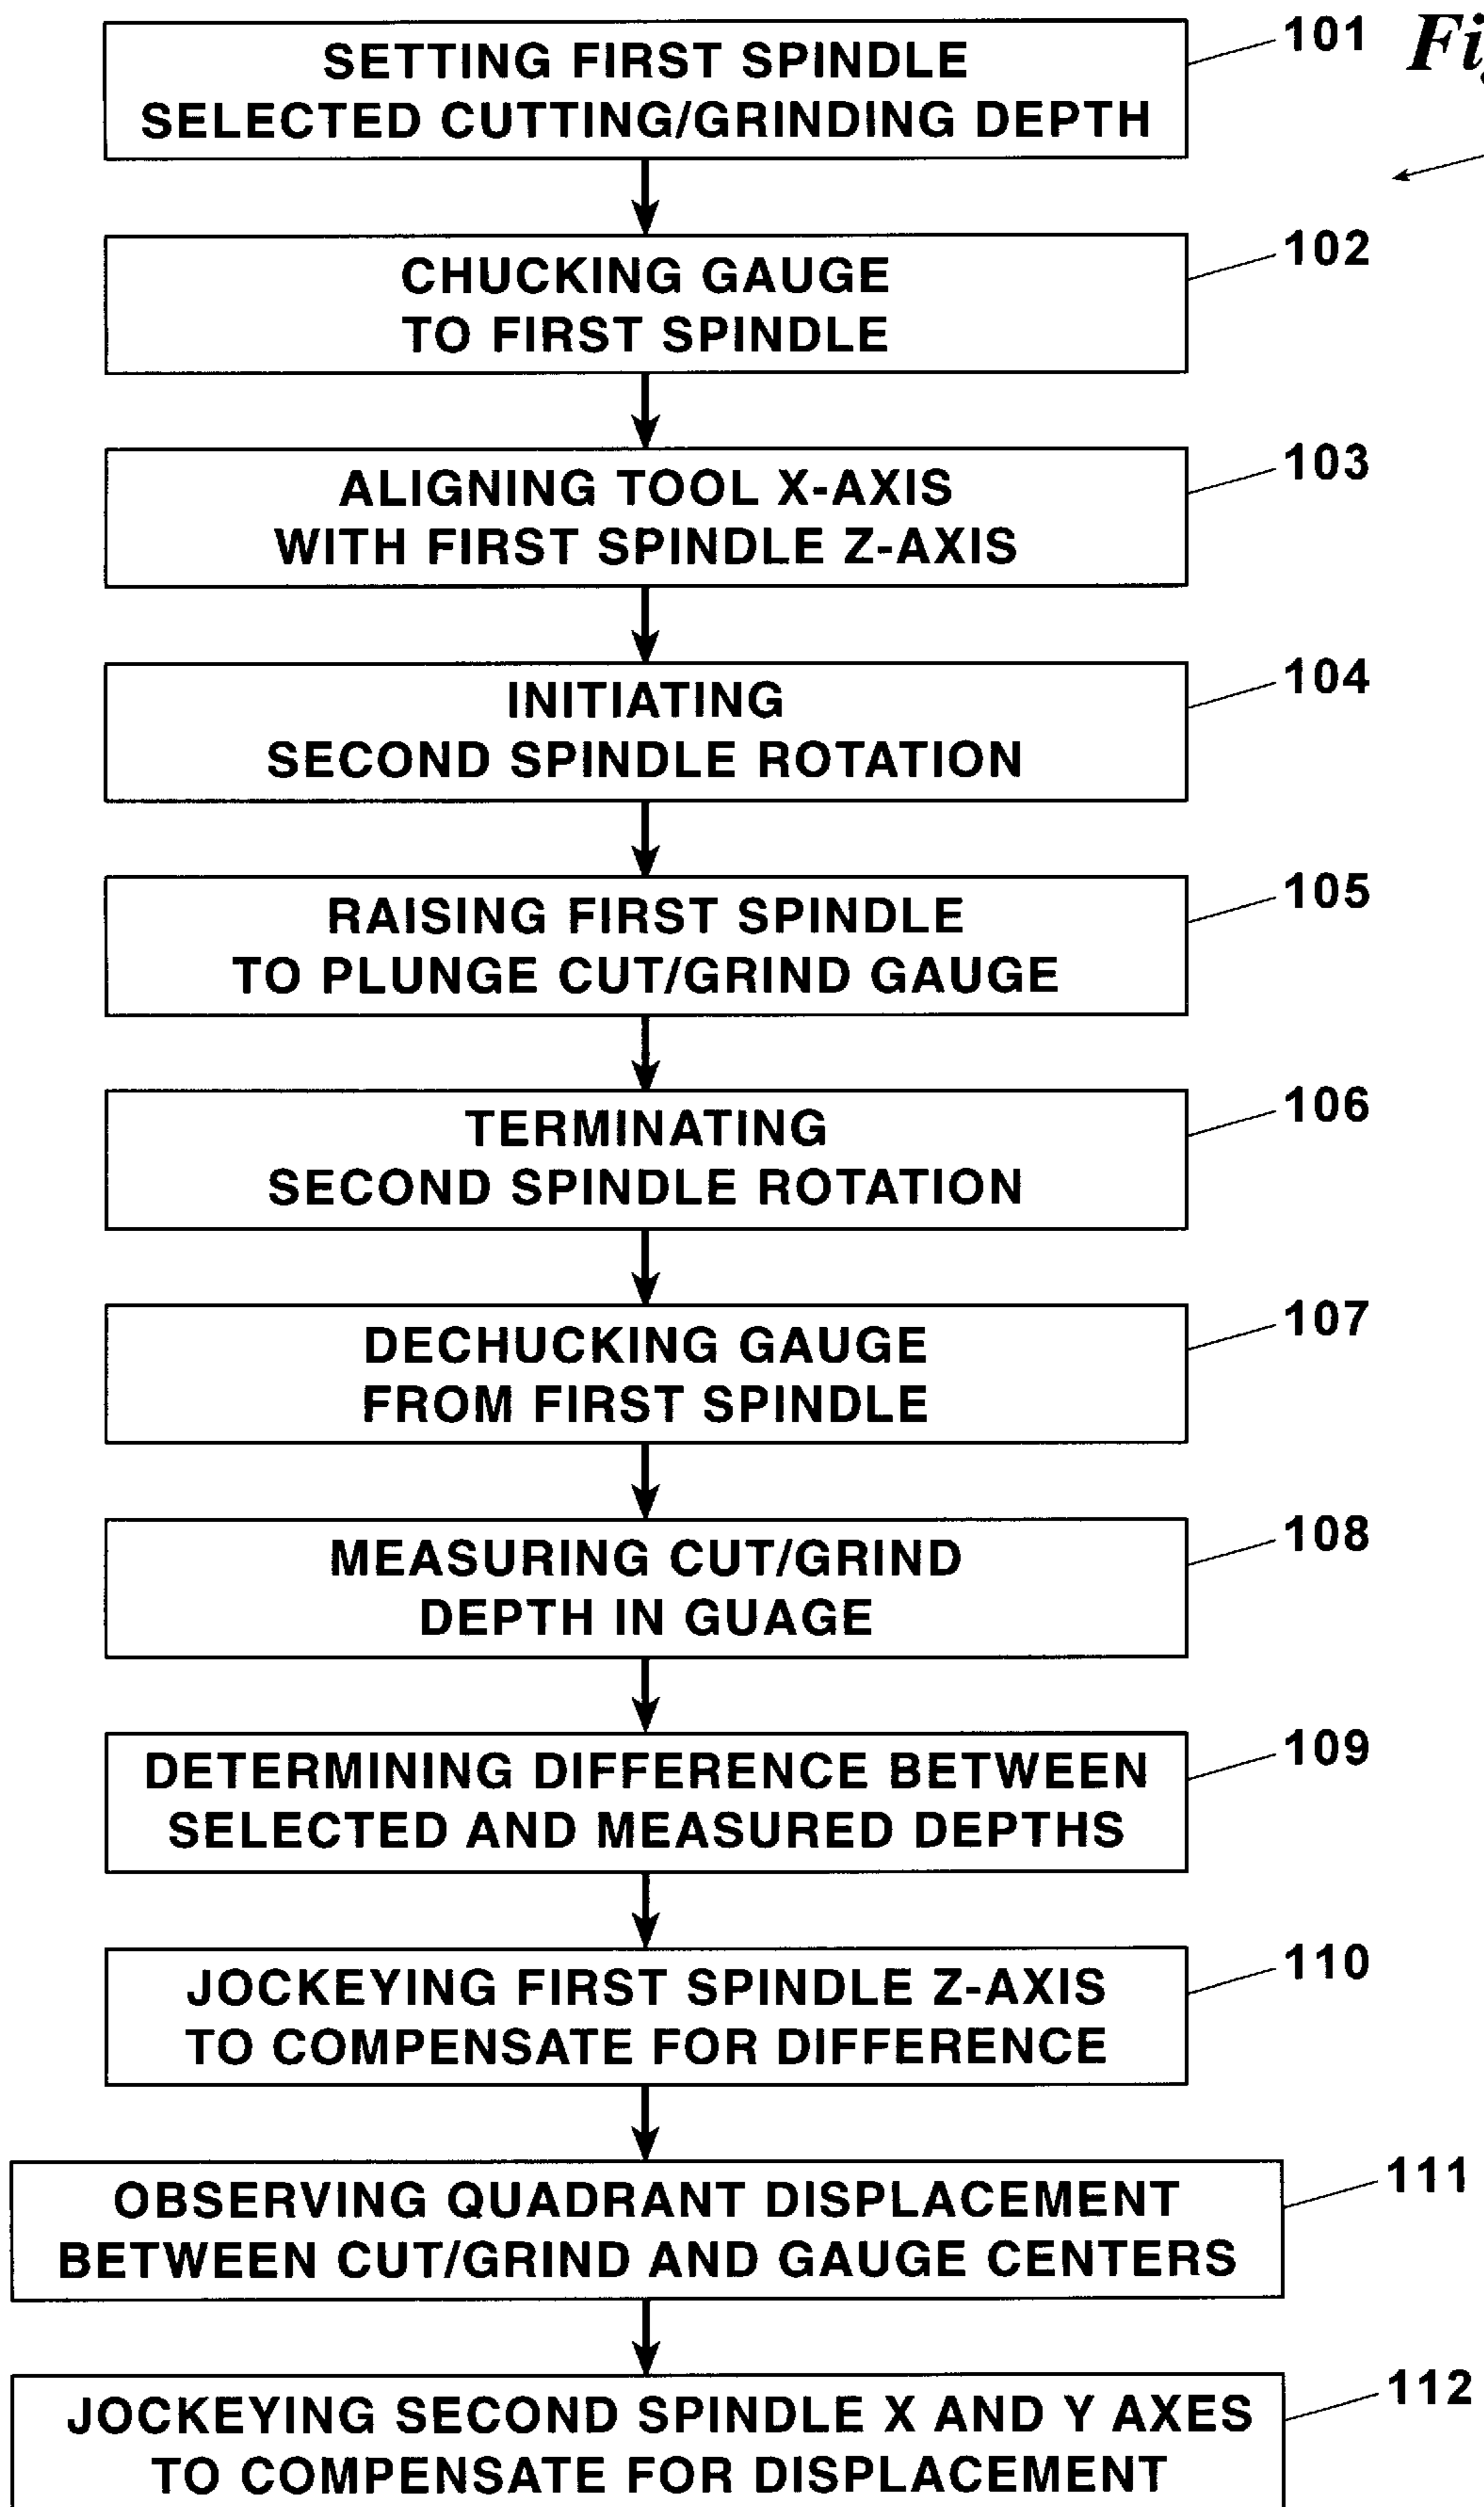 SETTING FIRST SPINDLE
SELECTED CUTTING/GRINDING DEPTH
101
CHUCKING GAUGE
TO FIRST SPINDLE
102
ALIGNING TOOL X-AXIS
WITH FIRST SPINDLE Z-AXIS
103
INITIATING
SECOND SPINDLE ROTATION
104
RAISING FIRST SPINDLE
TO PLUNGE CUT/GRIND GAUGE
105
TERMINATING
SECOND SPINDLE ROTATION
106
DECHUCKING GAUGE
FROM FIRST SPINDLE
107
MEASURING CUT/GRIND
DEPTH IN GUAGE
108
DETERMINING DIFFERENCE BETWEEN
SELECTED AND MEASURED DEPTHS
109
JOCKEYING FIRST SPINDLE Z-AXIS
TO COMPENSATE FOR DIFFERENCE
110
OBSERVING QUADRANT DISPLACEMENT
BETWEEN CUT/GRIND AND GAUGE CENTERS
111
JOCKEYING SECOND SPINDLE X AND Y AXES
TO COMPENSATE FOR DISPLACEMENT
112